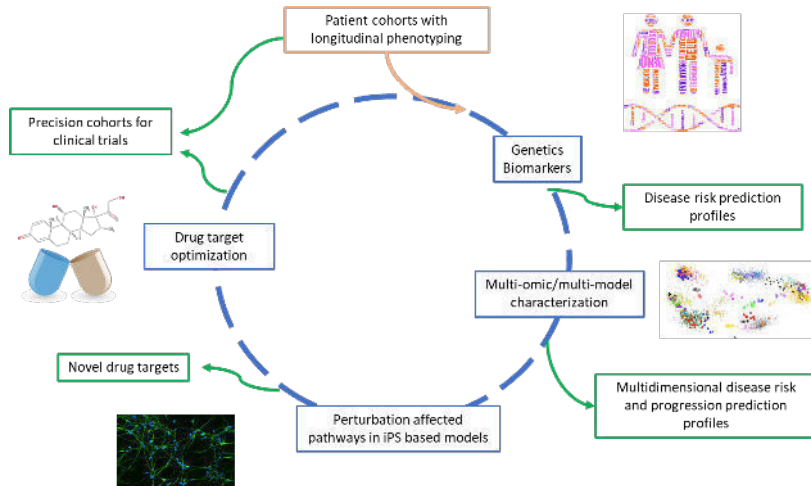 Patient cohorts with
longitudinal phenotyping
Precision cohorts for
clinical trials
Genetics
Biomarkers
Disease risk prediction
profiles
Drug target
optimization
Multi-omic/multi-model
characterization
Novel drug targets
Perturbation affected
pathways in iPS based models
Multidimensional disease risk
and progression prediction
profiles